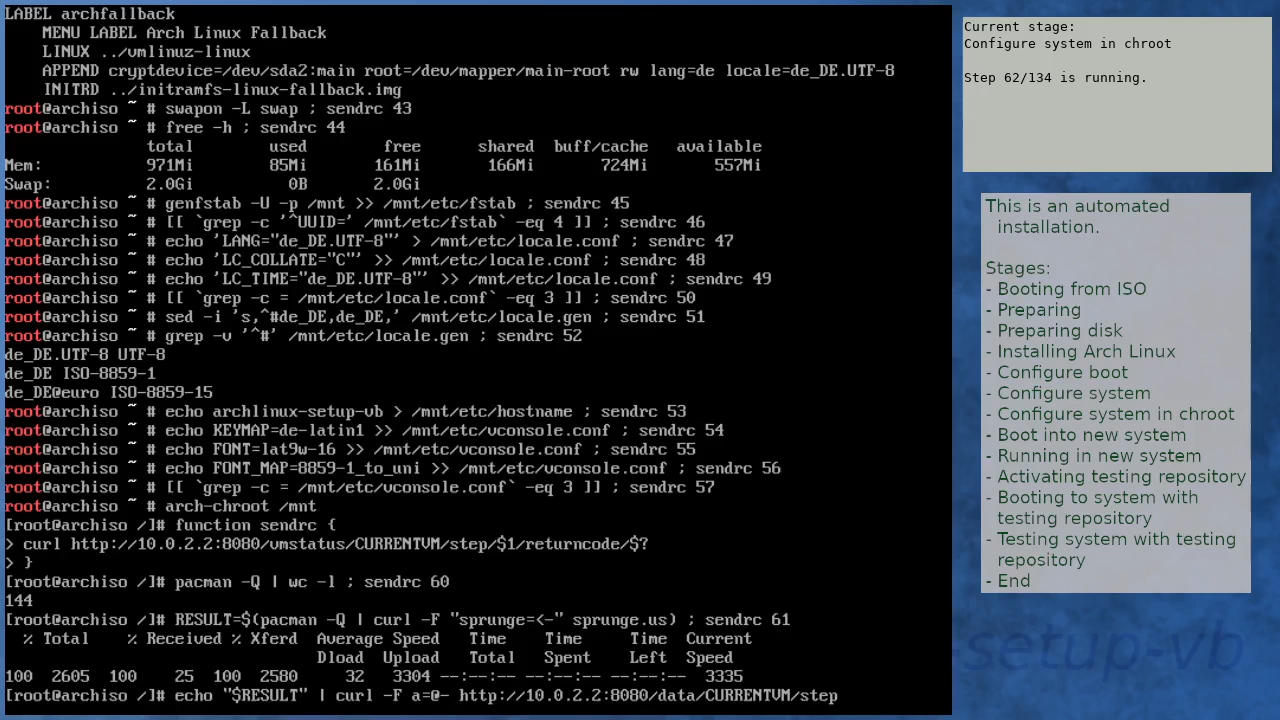 LABEL archfallback
    MENU LABEL Arch Linux Fallback
    LINUX ../vmlinuz-linux
    APPEND cryptdevice=/dev/sda2:main root=/dev/mapper/main-root rw lang=de locale=de_DE.UTF-8
    INITRD ../initramfs-linux-fallback.img
root@archiso ~ # swapon -L swap ; sendrc 43
root@archiso ~ # free -h ; sendrc 44
               total        used        free      shared  buff/cache   available
Mem:           971Mi        85Mi       161Mi       166Mi       724Mi       557Mi
Swap:          2.0Gi          0B       2.0Gi
root@archiso ~ # genfstab -U -p /mnt >> /mnt/etc/fstab ; sendrc 45
root@archiso ~ # [[ `grep -c '^UUID=' /mnt/etc/fstab` -eq 4 ]] ; sendrc 46
root@archiso ~ # echo 'LANG="de_DE.UTF-8"' > /mnt/etc/locale.conf ; sendrc 47
root@archiso ~ # echo 'LC_COLLATE="C"' >> /mnt/etc/locale.conf ; sendrc 48
root@archiso ~ # echo 'LC_TIME="de_DE.UTF-8"' >> /mnt/etc/locale.conf ; sendrc 49
root@archiso ~ # [[ `grep -c = /mnt/etc/locale.conf` -eq 3 ]] ; sendrc 50
root@archiso ~ # sed -i 's,^#de_DE,de_DE,' /mnt/etc/locale.gen ; sendrc 51
root@archiso ~ # grep -v '^#' /mnt/etc/locale.gen ; sendrc 52
de_DE.UTF-8 UTF-8
de_DE ISO-8859-1
de_DE@euro ISO-8859-15
root@archiso ~ # echo archlinux-setup-vb > /mnt/etc/hostname ; sendrc 53
root@archiso ~ # echo KEYMAP=de-latin1 >> /mnt/etc/vconsole.conf ; sendrc 54
root@archiso ~ # echo FONT=lat9w-16 >> /mnt/etc/vconsole.conf ; sendrc 55
root@archiso ~ # echo FONT_MAP=8859-1_to_uni >> /mnt/etc/vconsole.conf ; sendrc 56
root@archiso ~ # [[ `grep -c = /mnt/etc/vconsole.conf` -eq 3 ]] ; sendrc 57
root@archiso ~ # arch-chroot /mnt
[root@archiso /]# function sendrc {
> curl http://10.0.2.2:8080/vmstatus/CURRENTVM/step/$1/returncode/$?
> }
[root@archiso /]# pacman -Q | wc -l ; sendrc 60
144
[root@archiso /]# RESULT=$(pacman -Q | curl -F "sprunge=<-" sprunge.us) ; sendrc 61
  % Total    % Received % Xferd  Average Speed   Time    Time     Time  Current
                                 Dload  Upload   Total   Spent    Left  Speed
100  2605  100    25  100  2580     32   3304 --:--:-- --:--:-- --:--:--  3335
[root@archiso /]# echo "$RESULT" | curl -F a=@- http://10.0.2.2:8080/data/CURRENTVM/step
Current stage:
Configure system in chroot
Step 62/134 is running.
This is an automated
installation.
Stages:
- Booting from ISO
- Preparing
- Preparing disk
- Installing Arch Linux
- Configure boot
- Configure system
- Configure system in chroot
- Boot into new system
- Running in new system
- Activating testing repository
- Booting to system with
testing repository
- Testing system with testing
repository
- End
-setup-vb